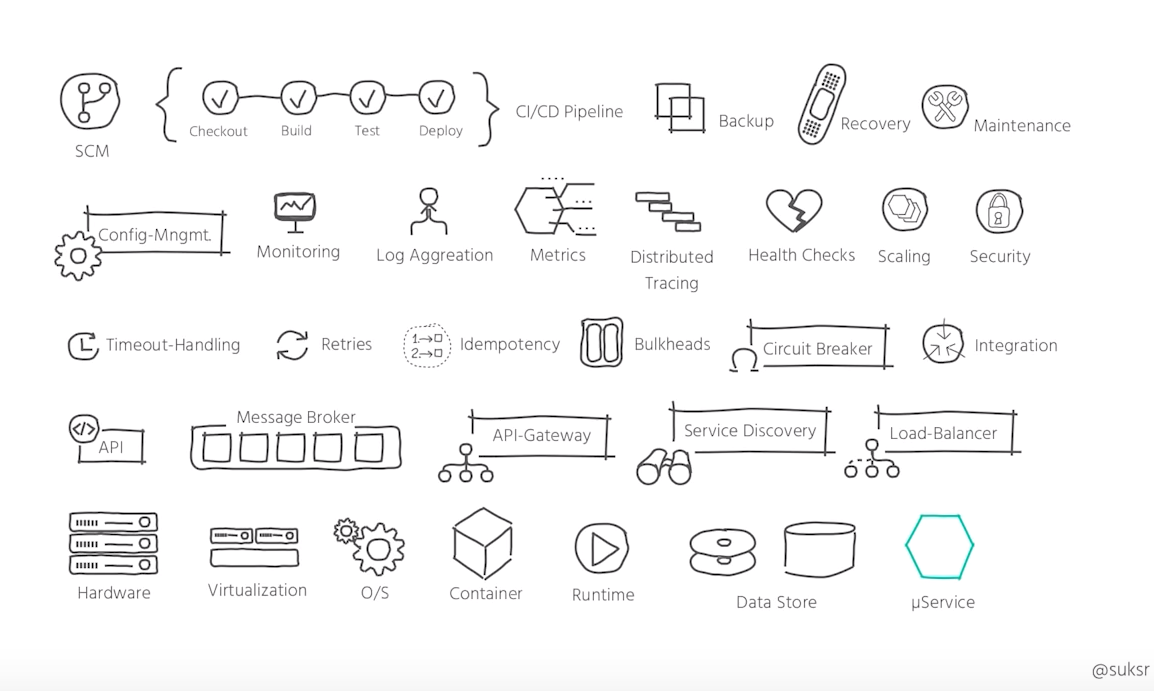 Checkout
Build
Test
Deploy
CI/CD Pipeline
SCM
Backup
Recovery
Maintenance
Config-Mngmt.
Monitoring
Log Aggreation
Metrics
Distributed
Tracing
Health Checks
Scaling
Security
Timeout-Handling
Retries
1.→□
2.→□
Idempotency
Bulkheads
Circuit Breaker
Integration
</> API
Message Broker
API-Gateway
Service Discovery
Load-Balancer
Hardware
Virtualization
O/S
Container
Runtime
Data Store
μService
@suksr